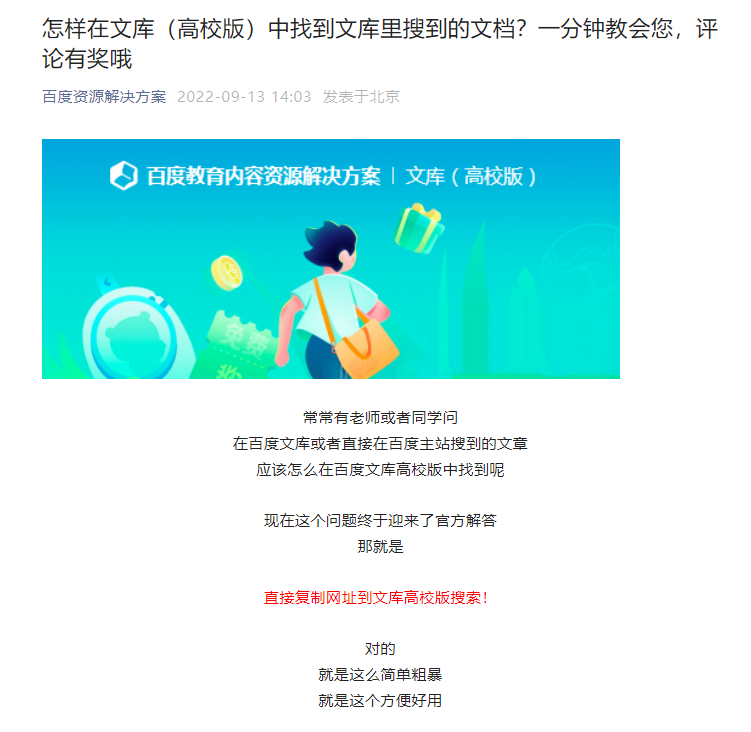 怎样在文库（高校版）中找到文库里搜到的文档？一分钟教会您，评
论有奖哦
百度资源解决方案 2022-09-13 14:03 发表于北京
百度教育内容资源解决方案 | 文库（高校版）
免费
常常有老师或者同学问
在百度文库或者直接在百度主站搜到的文章
应该怎么在百度文库高校版中找到呢
现在这个问题终于迎来了官方解答
那就是
直接复制网址到文库高校版搜索！
对的
就是这么简单粗暴
就是这个方便好用